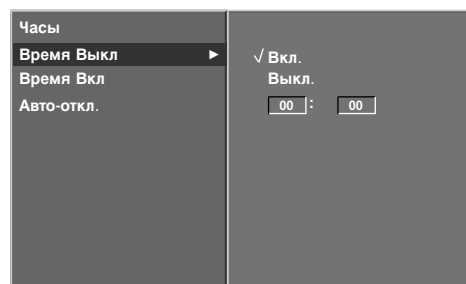 Часы
Время Выкл ►
Время Вкл
Авто-откл.
√ Вкл.
Выкл.
00 : 00